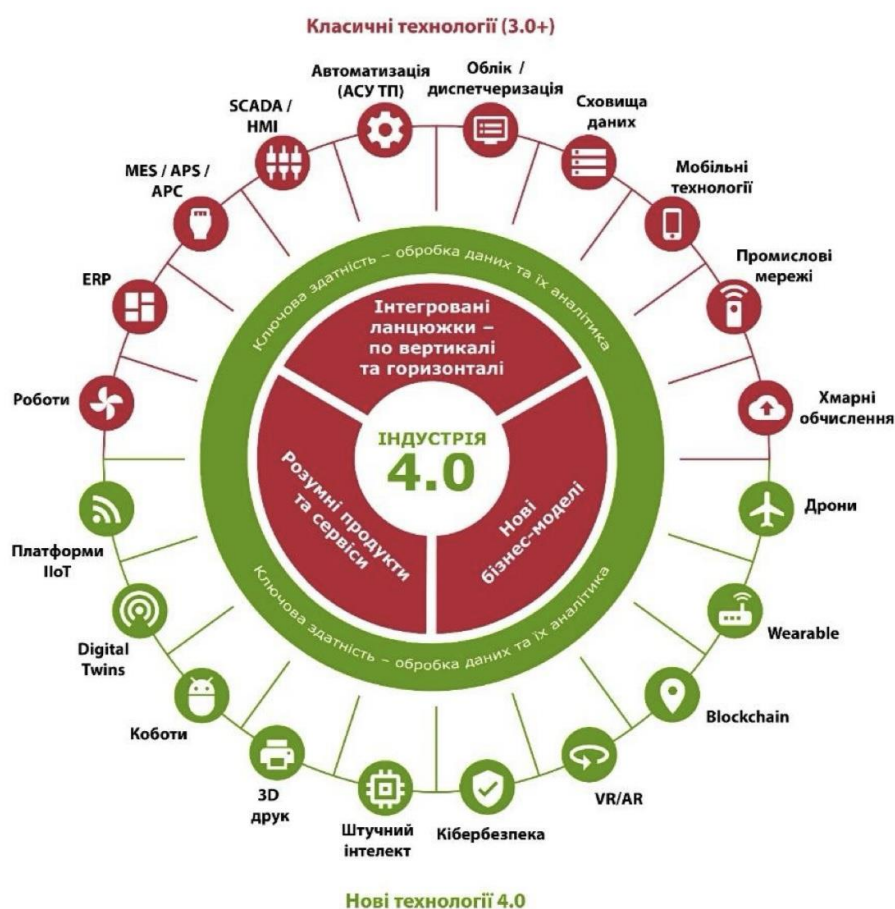 Класичні технології (3.0+)
Автоматизація
(АСУ ТП)
Облік /
диспетчеризація
SCADA /
HMI
Сховища
даних
MES / APS /
APC
Мобільні
технології
ERP
Промислові
мережі
Роботи
Хмарні
обчислення
Ключова здатність – обробка даних та їх аналітика
Інтегровані
ланцюжки –
по вертикалі
та горизонталі
ІНДУСТРІЯ
4.0
Розумні продукти
та сервіси
Нові
бізнес-моделі
Ключова здатність – обробка даних та їх аналітика
Платформи
IIoT
Дрони
Digital
Twins
Wearable
Коботи
Blockchain
3D
друк
VR/AR
Штучний
інтелект
Кібербезпека
Нові технології 4.0